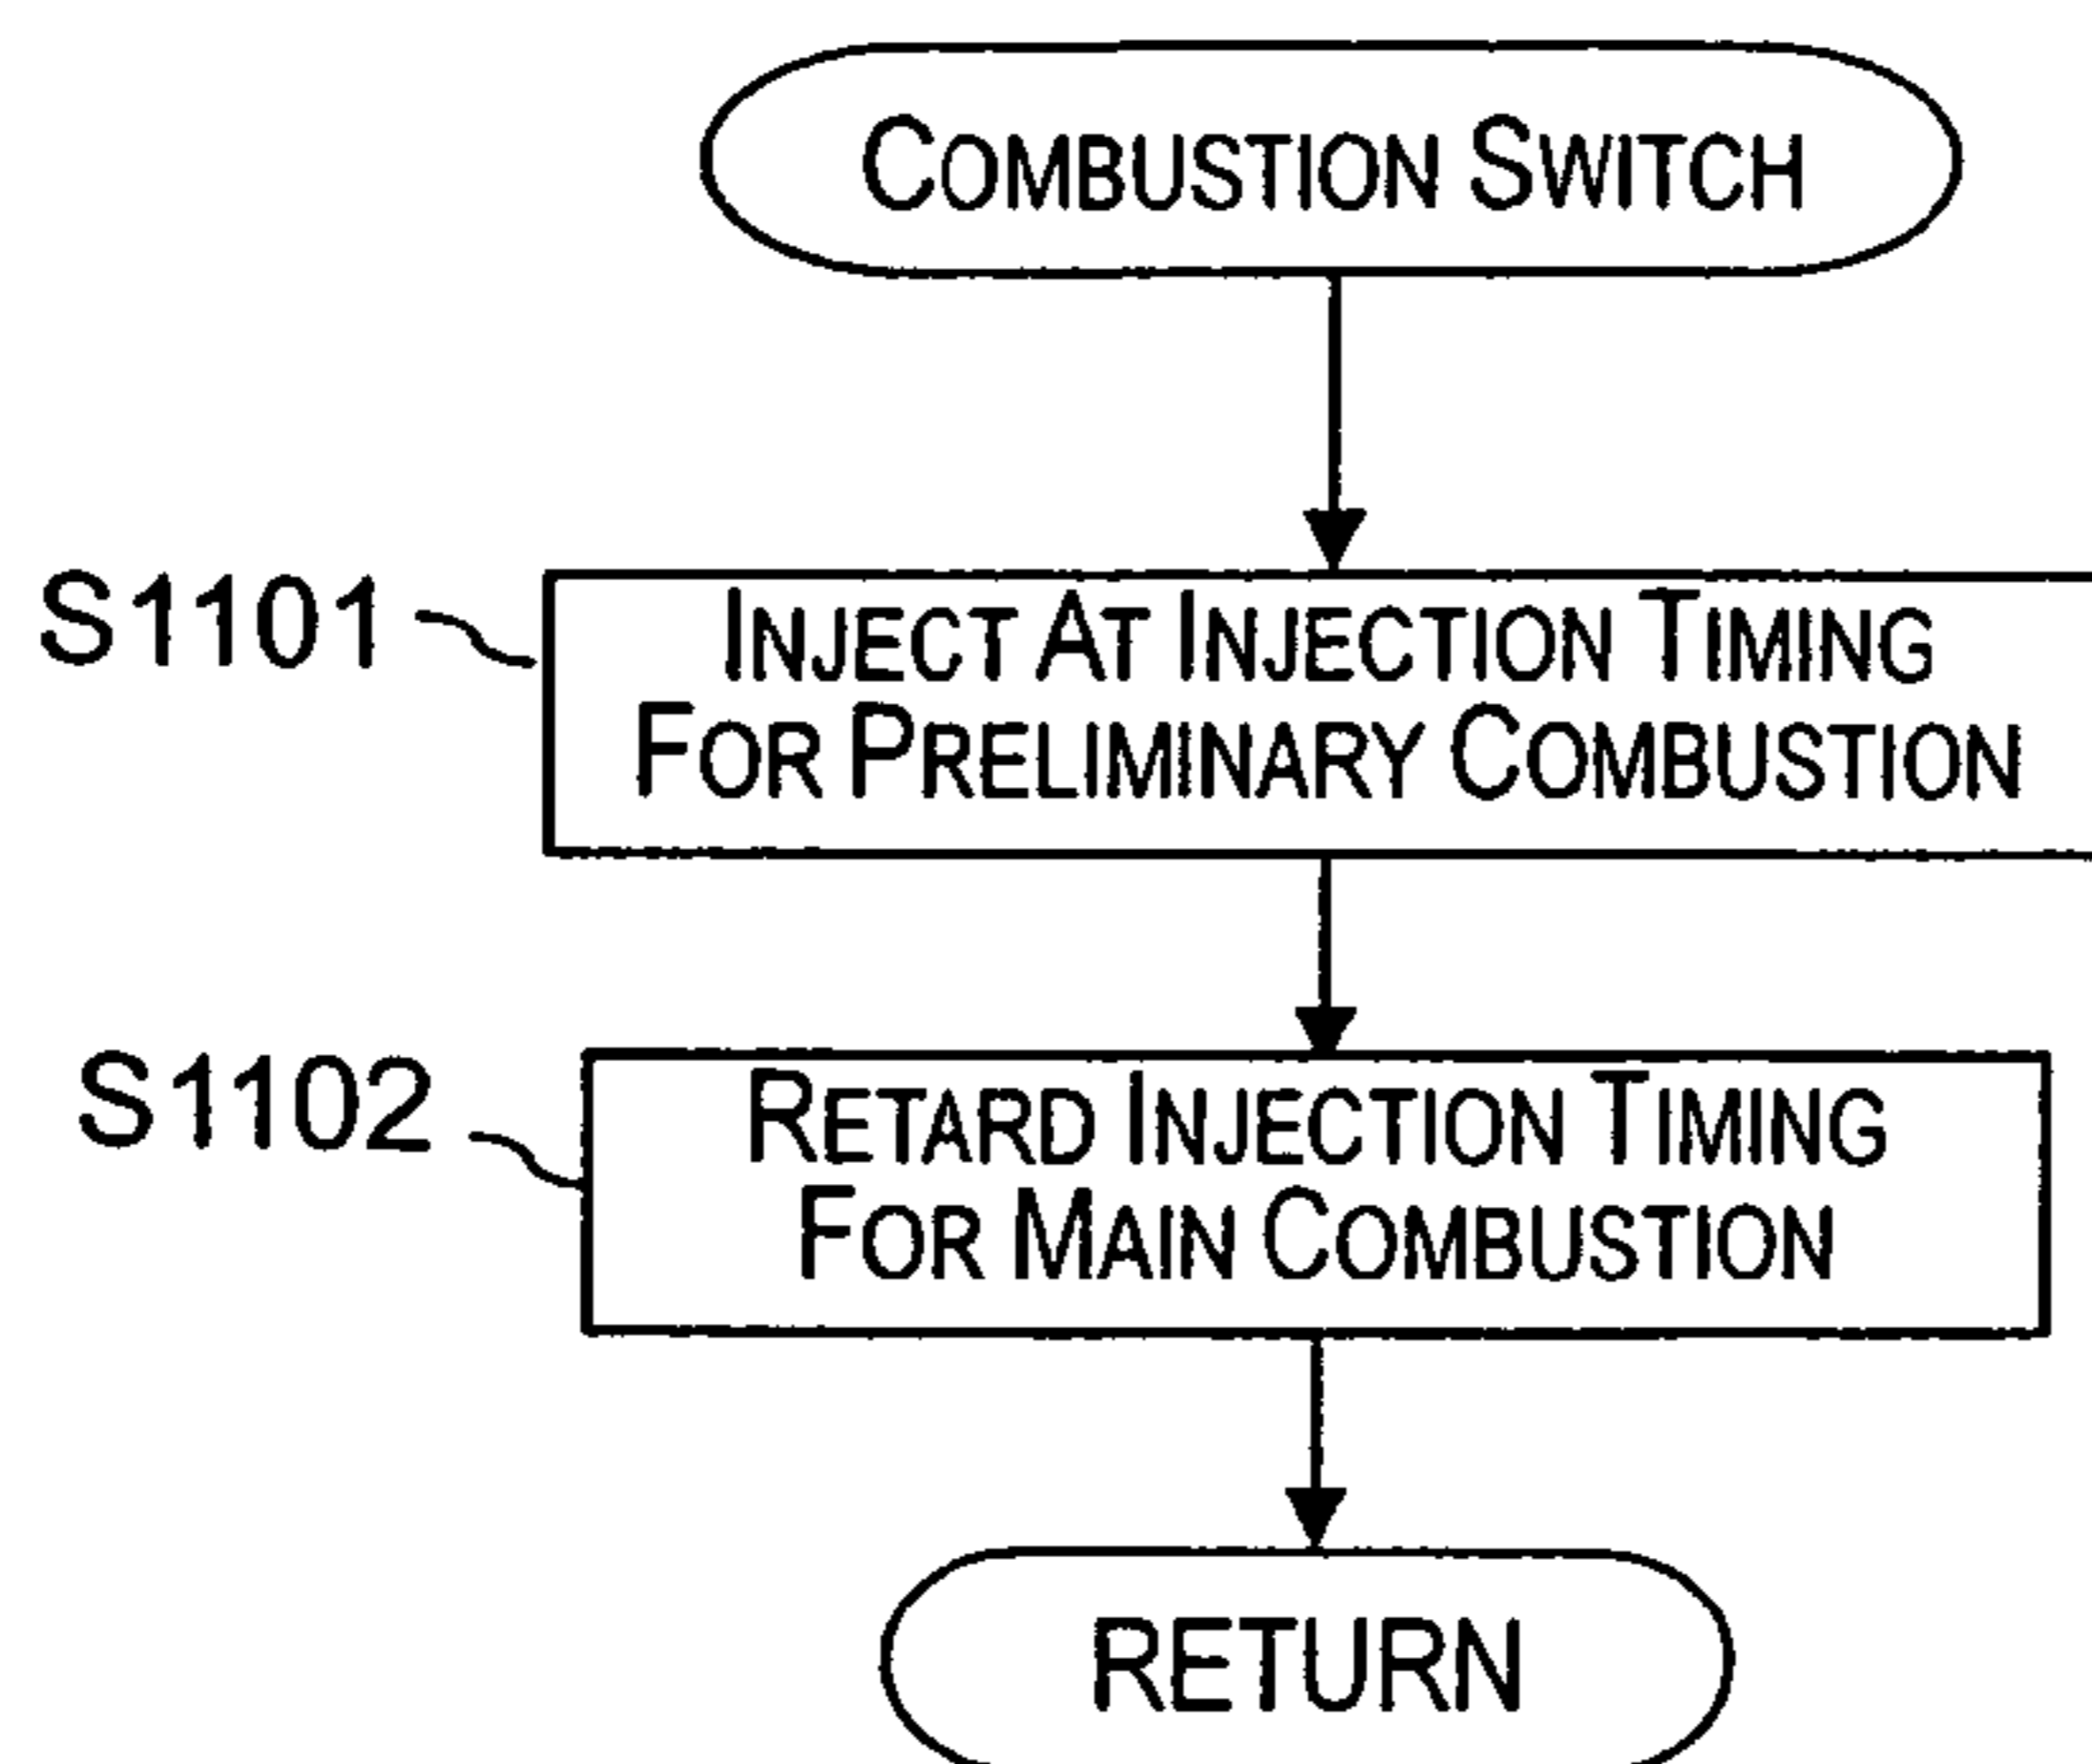 COMBUSTION SWITCH
S1101
INJECT AT INJECTION TIMING
FOR PRELIMINARY COMBUSTION
S1102
RETARD INJECTION TIMING
FOR MAIN COMBUSTION
RETURN